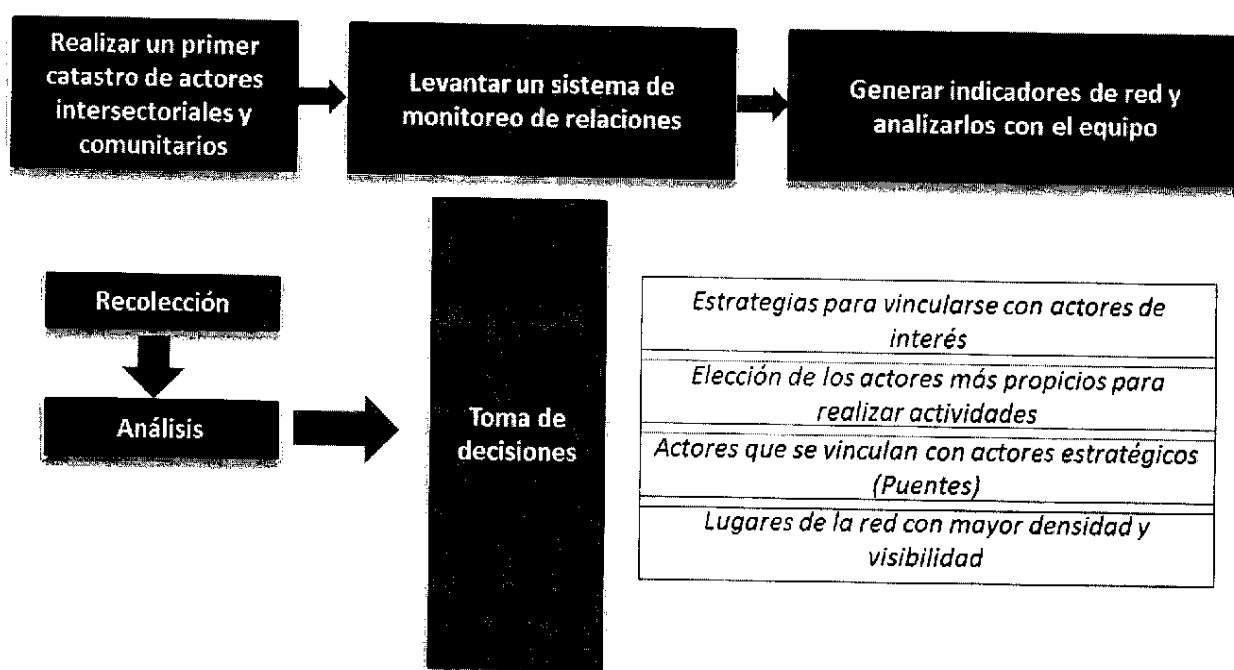 Realizar un primer
catastro de actores
intersectoriales y
comunitarios
Levantar un sistema de
monitoreo de relaciones
Generar indicadores de red y
analizarlos con el equipo
Recolección
Análisis
Toma de
decisiones
Estrategias para vincularse con actores de
interés
Elección de los actores más propicios para
realizar actividades
Actores que se vinculan con actores estratégicos
(Puentes)
Lugares de la red con mayor densidad y
visibilidad